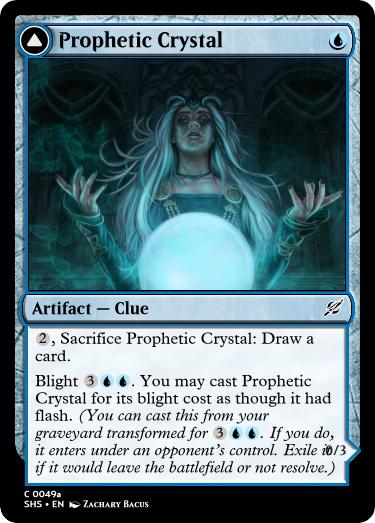 Prophetic Crystal
Artifact — Clue
2, Sacrifice Prophetic Crystal: Draw a
card.
Blight 3. You may cast Prophetic
Crystal for its blight cost as though it had
flash. (You can cast this from your
graveyard transformed for 3. If you do,
it enters under an opponent's control. Exile it
if it would leave the battlefield or not resolve.)
0/3
C 0049a
SHS • EN Zachary Bacus